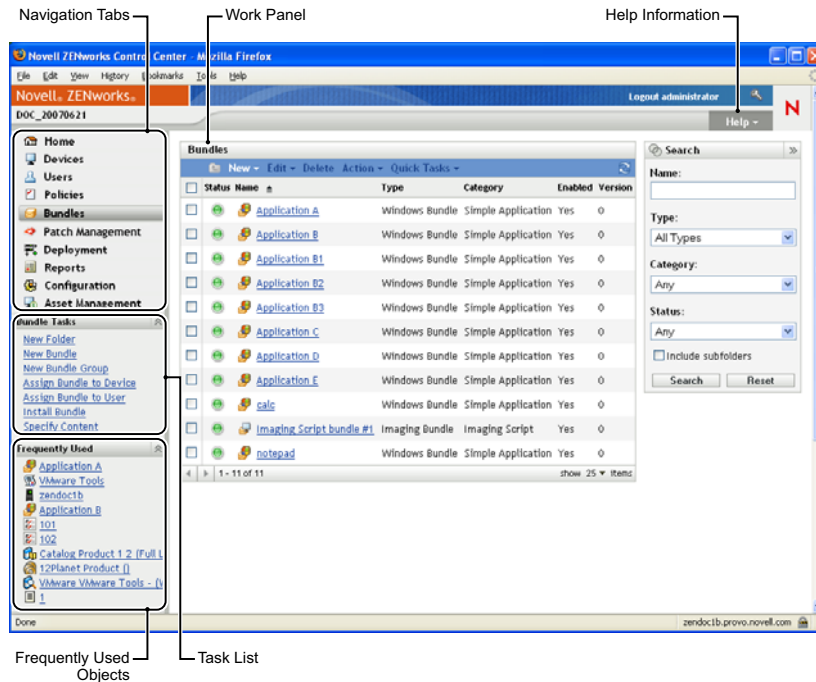 Navigation Tabs
Work Panel
Help Information
Novell ZENworks Control Center - Mozilla Firefox
File Edit View History Bookmarks Tools Help
Novell® ZENworks®
Logout administrator
DOC_20070621
Help
N
Home
Devices
Users
Policies
Bundles
Patch Management
Deployment
Reports
Configuration
Asset Management
Bundle Tasks
New Folder
New Bundle
New Bundle Group
Assign Bundle to Device
Assign Bundle to User
Install Bundle
Specify Content
Frequently Used
Application A
VMware Tools
zendoc1b
Application B
101
102
Catalog Product 1 2 (Full L
12Planet Product ()
VMware VMware Tools - (V
1
Bundles
New Edit Delete Action Quick Tasks
Status Name Type Category Enabled Version
Application A Windows Bundle Simple Application Yes 0
Application B Windows Bundle Simple Application Yes 0
Application B1 Windows Bundle Simple Application Yes 0
Application B2 Windows Bundle Simple Application Yes 0
Application B3 Windows Bundle Simple Application Yes 0
Application C Windows Bundle Simple Application Yes 0
Application D Windows Bundle Simple Application Yes 0
Application E Windows Bundle Simple Application Yes 0
calc Windows Bundle Simple Application Yes 0
Imaging Script bundle #1 Imaging Bundle Imaging Script Yes 0
notepad Windows Bundle Simple Application Yes 0
1 - 11 of 11 show 25 items
Search
Name:
Type:
All Types
Category:
Any
Status:
Any
Include subfolders
Search Reset
Done
zendoc1b.provo.novell.com
Frequently Used
Objects
Task List